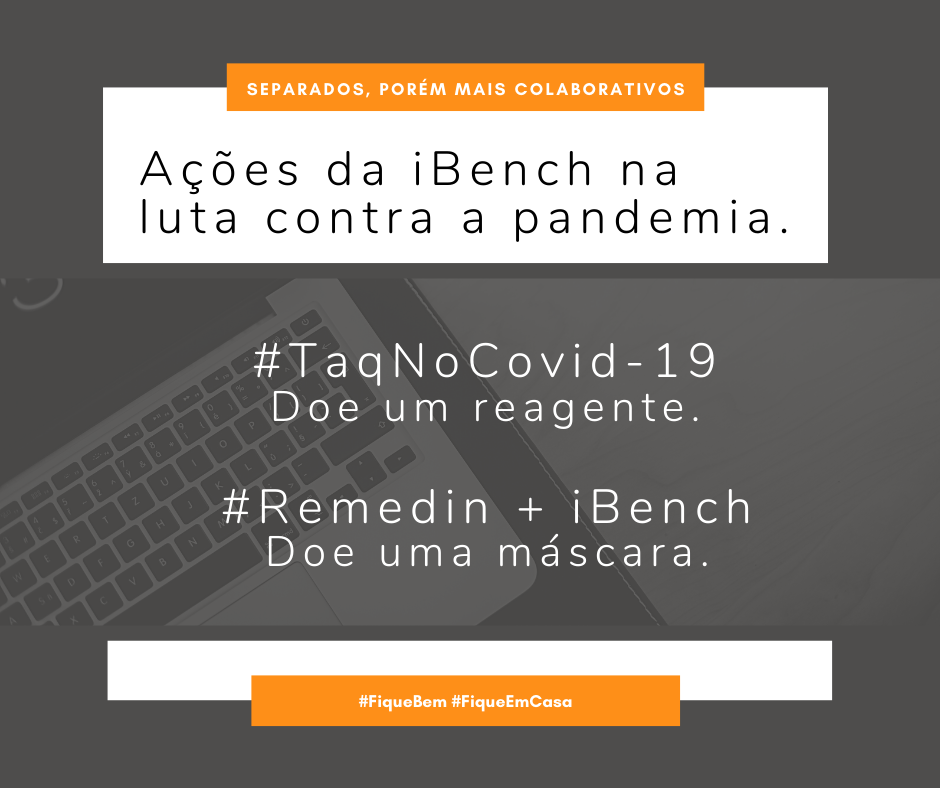 SEPARADOS, PORÉM MAIS COLABORATIVOS
Ações da iBench na
luta contra a pandemia.
#TaqNoCovid-19
Doe um reagente.
#Remedin + iBench
Doe uma máscara.
#FiqueBem #FiqueEmCasa